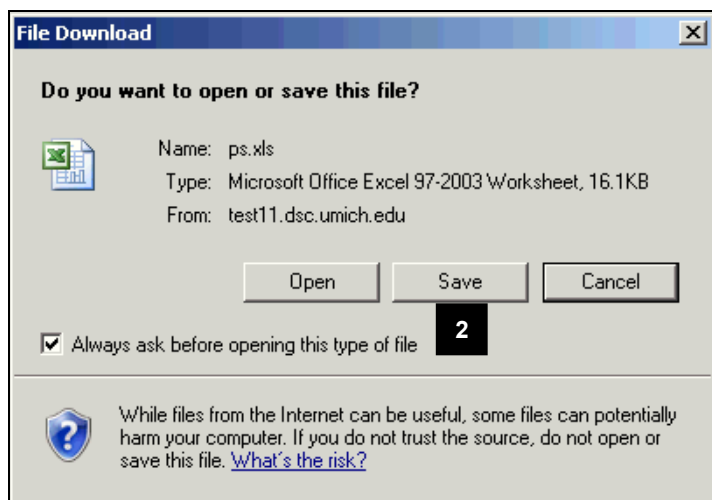 File Download
Do you want to open or save this file?
Name: ps.xls
Type: Microsoft Office Excel 97-2003 Worksheet, 16.1KB
From: test11.dsc.umich.edu
Open Save Cancel
2
Always ask before opening this type of file
While files from the Internet can be useful, some files can potentially
harm your computer. If you do not trust the source, do not open or
save this file. What's the risk?